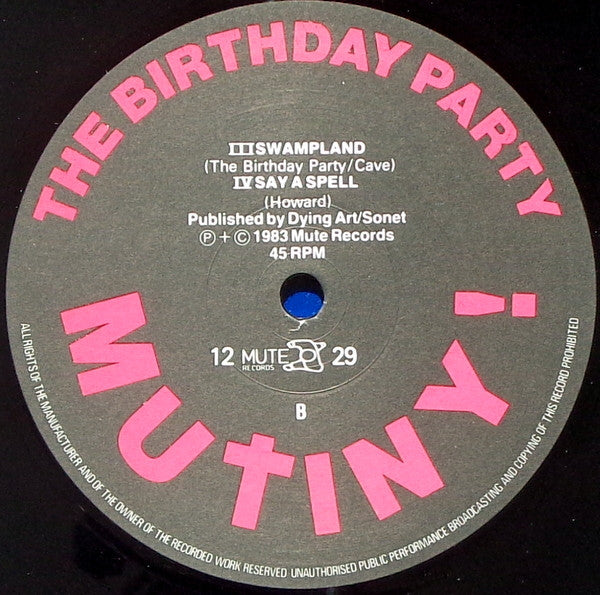 THE BIRTHDAY PARTY
III SWAMPLAND
(The Birthday Party/Cave)
IV SAY A SPELL
(Howard)
Published by Dying Art/Sonet
℗ + © 1983 Mute Records
45 RPM
12 MUTE RECORDS 29
B
MUTINY!
ALL RIGHTS OF THE MANUFACTURER AND OF THE OWNER OF THE RECORDED WORK RESERVED UNAUTHORISED PUBLIC PERFORMANCE BROADCASTING AND COPYING OF THIS RECORD PROHIBITED